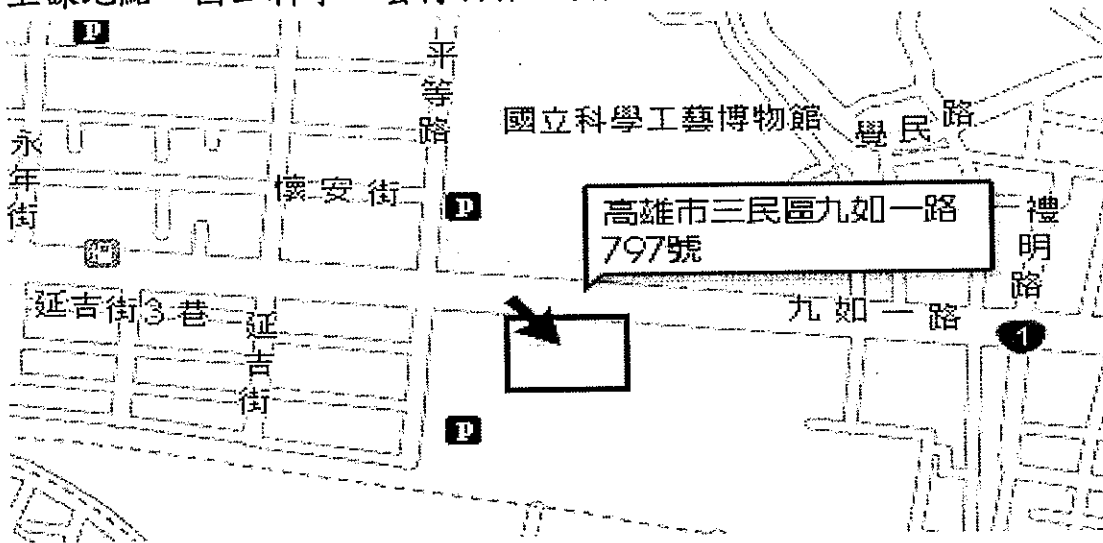 P
平等路
國立科學工藝博物館
覺民路
永年街
懷安街
P
高雄市三民區九如一路
797號
禮明路
延吉街3巷
延吉街
九如一路
1
P